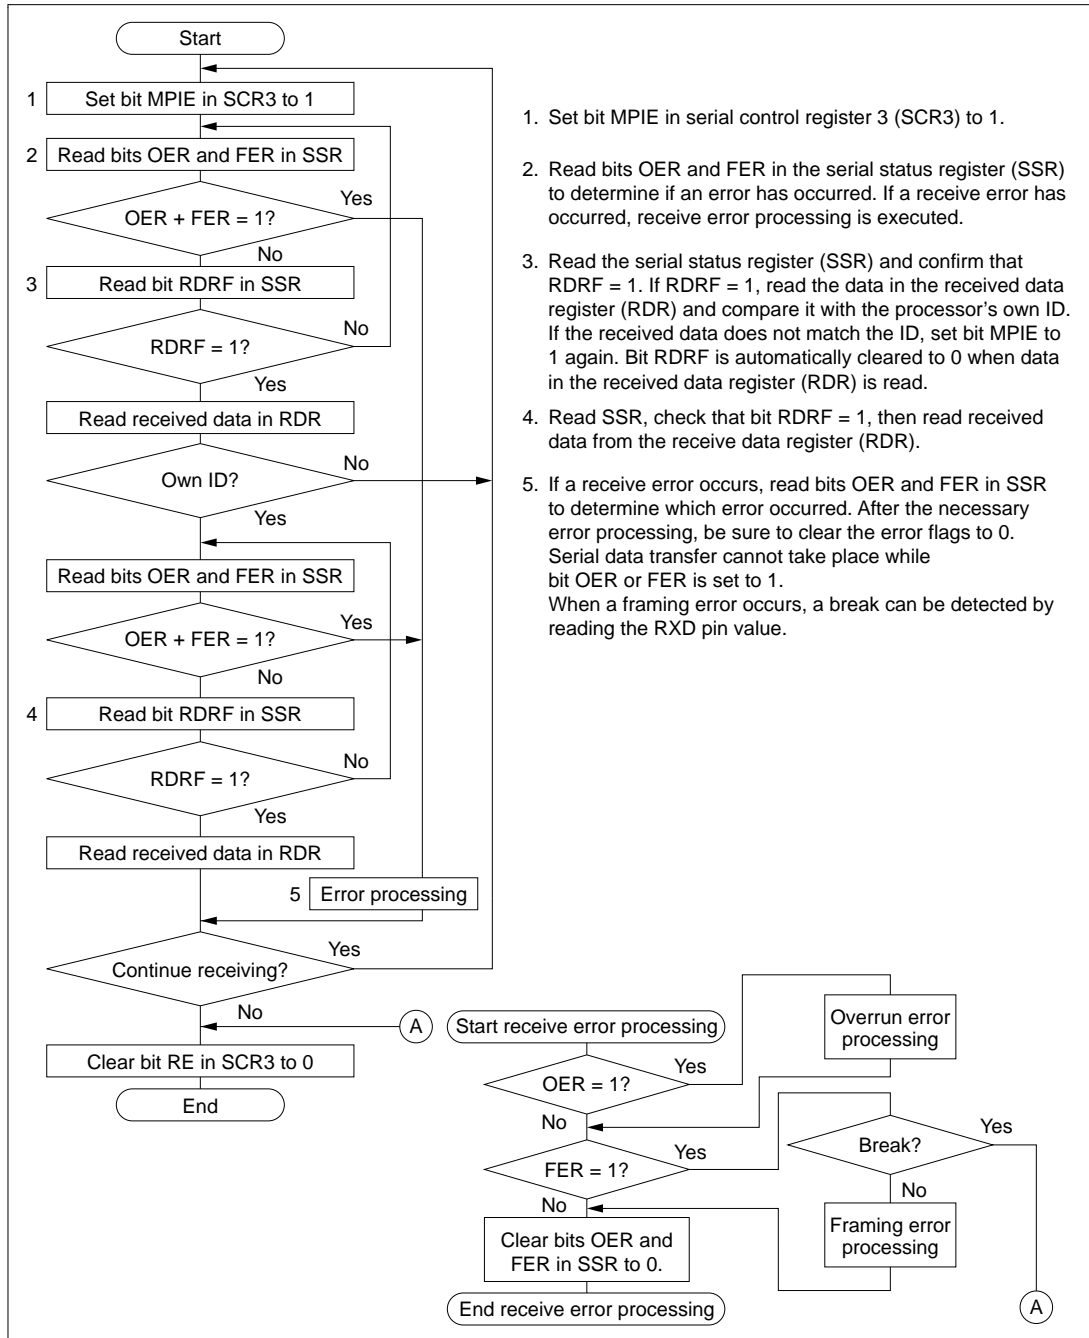 Start
1 Set bit MPIE in SCR3 to 1
2 Read bits OER and FER in SSR
Yes
OER + FER = 1?
No
3 Read bit RDRF in SSR
No
RDRF = 1?
Yes
Read received data in RDR
No
Own ID?
Yes
Read bits OER and FER in SSR
Yes
OER + FER = 1?
No
4 Read bit RDRF in SSR
No
RDRF = 1?
Yes
Read received data in RDR
5 Error processing
Yes
Continue receiving?
No
A
Clear bit RE in SCR3 to 0
End
1. Set bit MPIE in serial control register 3 (SCR3) to 1.
2. Read bits OER and FER in the serial status register (SSR)
to determine if an error has occurred. If a receive error has
occurred, receive error processing is executed.
3. Read the serial status register (SSR) and confirm that
RDRF = 1. If RDRF = 1, read the data in the received data
register (RDR) and compare it with the processor's own ID.
If the received data does not match the ID, set bit MPIE to
1 again. Bit RDRF is automatically cleared to 0 when data
in the received data register (RDR) is read.
4. Read SSR, check that bit RDRF = 1, then read received
data from the receive data register (RDR).
5. If a receive error occurs, read bits OER and FER in SSR
to determine which error occurred. After the necessary
error processing, be sure to clear the error flags to 0.
Serial data transfer cannot take place while
bit OER or FER is set to 1.
When a framing error occurs, a break can be detected by
reading the RXD pin value.
Start receive error processing
Yes
OER = 1?
No
Overrun error
processing
Yes
FER = 1?
No
Yes
Break?
No
Framing error
processing
Clear bits OER and
FER in SSR to 0.
End receive error processing
A